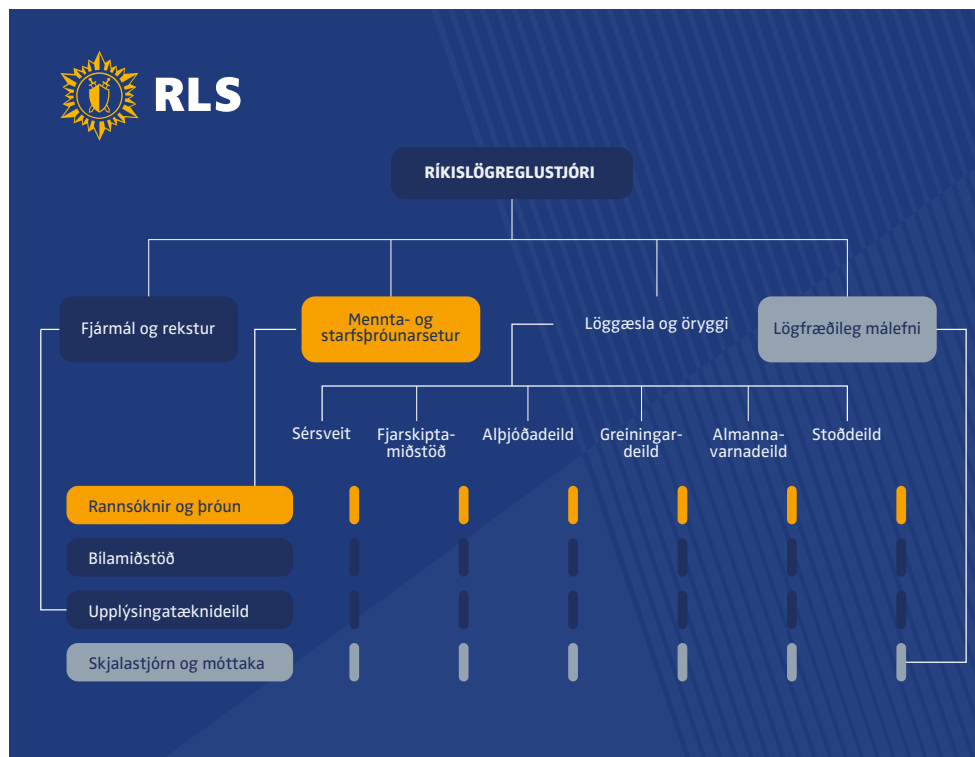 RLS
RÍKISLÖGREGLUSTJÓRI
Fjármál og rekstur
Mennta- og
starfsþróunarsetur
Löggæsla og öryggi
Lögfræðileg málefni
Sérsveit
Fjarskipta-
miðstöð
Alþjóðadeild
Greiningar-
deild
Almanna-
varnadeild
Stoðdeild
Rannsóknir og þróun
Bílamiðstöð
Upplýsingatæknideild
Skjalastjórn og móttaka